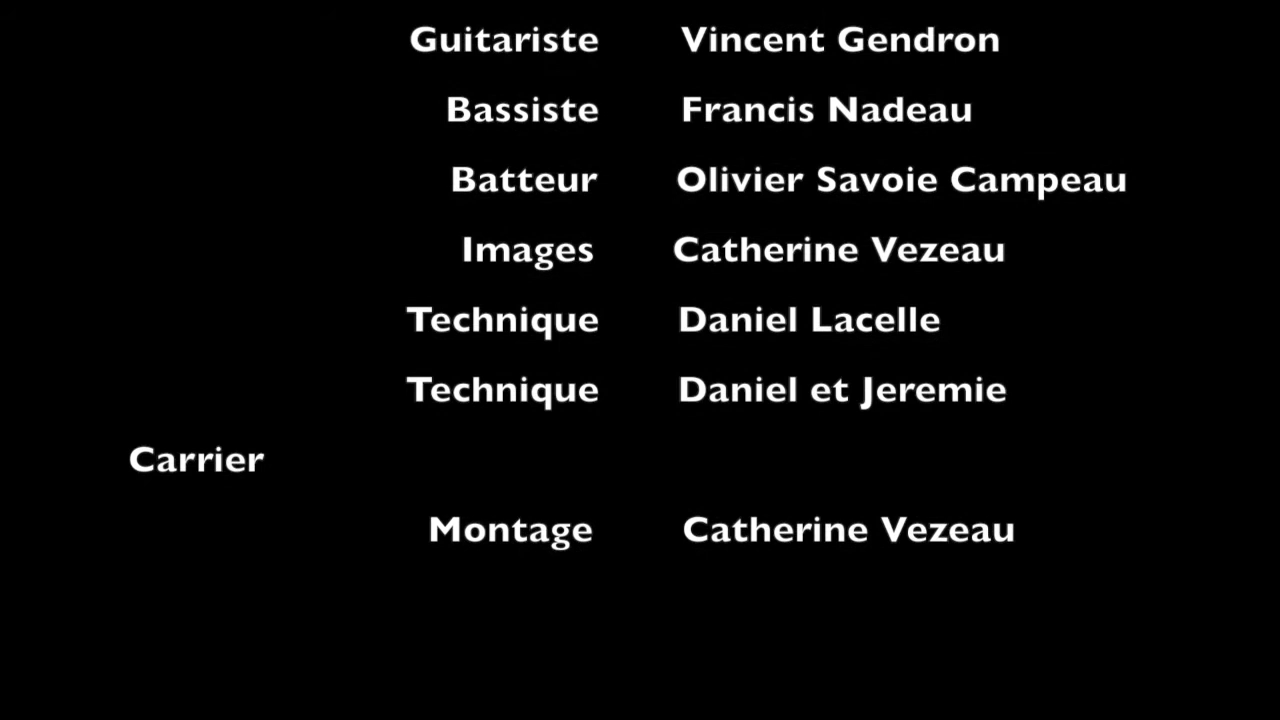 Guitariste Vincent Gendron
Bassiste Francis Nadeau
Batteur Olivier Savoie Campeau
Images Catherine Vezeau
Technique Daniel Lacelle
Technique Daniel et Jeremie
Carrier
Montage Catherine Vezeau